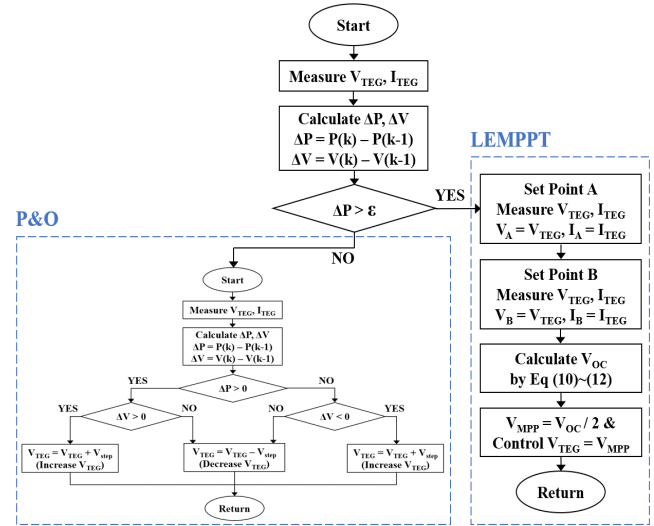 Start
Measure V_TEG, I_TEG
Calculate ΔP, ΔV
ΔP = P(k) – P(k-1)
ΔV = V(k) – V(k-1)
ΔP > ε
YES
NO
LEMPPT
Set Point A
Measure V_TEG, I_TEG
V_A = V_TEG, I_A = I_TEG
Set Point B
Measure V_TEG, I_TEG
V_B = V_TEG, I_B = I_TEG
Calculate V_OC
by Eq (10)~(12)
V_MPP = V_OC / 2 &
Control V_TEG = V_MPP
Return
P&O
Start
Measure V_TEG, I_TEG
Calculate ΔP, ΔV
ΔP = P(k) – P(k-1)
ΔV = V(k) – V(k-1)
ΔP > 0
YES
NO
ΔV > 0
YES
NO
ΔV < 0
NO
YES
V_TEG = V_TEG + V_step
(Increase V_TEG)
V_TEG = V_TEG – V_step
(Decrease V_TEG)
V_TEG = V_TEG + V_step
(Increase V_TEG)
Return